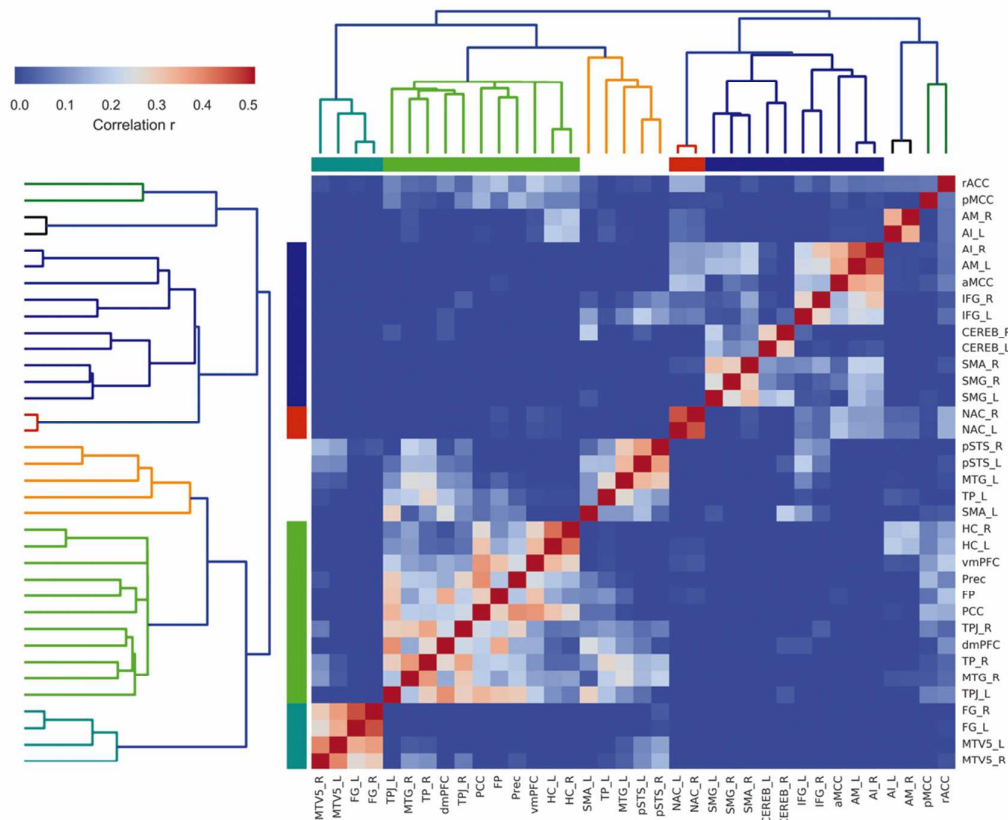 0.0 0.1 0.2 0.3 0.4 0.5
Correlation r
rACC
pMCC
AM_R
AI_L
AI_R
AM_L
aMCC
IFG_R
IFG_L
CEREB_R
CEREB_L
SMA_R
SMG_R
SMG_L
NAC_R
NAC_L
pSTS_R
pSTS_L
MTG_L
TP_L
SMA_L
HC_R
HC_L
vmPFC
Prec
FP
PCC
TPJ_R
dmPFC
TP_R
MTG_R
TPJ_L
FG_R
FG_L
MTV5_L
MTV5_R
MTV5_R
MTV5_L
FG_L
FG_R
TPJ_L
MTG_R
TP_R
dmPFC
TPJ_R
PCC
FP
Prec
vmPFC
HC_L
HC_R
SMA_L
TP_L
MTG_L
pSTS_L
pSTS_R
NAC_L
NAC_R
SMG_L
SMG_R
SMA_R
CEREB_L
CEREB_R
IFG_L
IFG_R
aMCC
AM_L
AI_R
AI_L
AM_R
pMCC
rACC